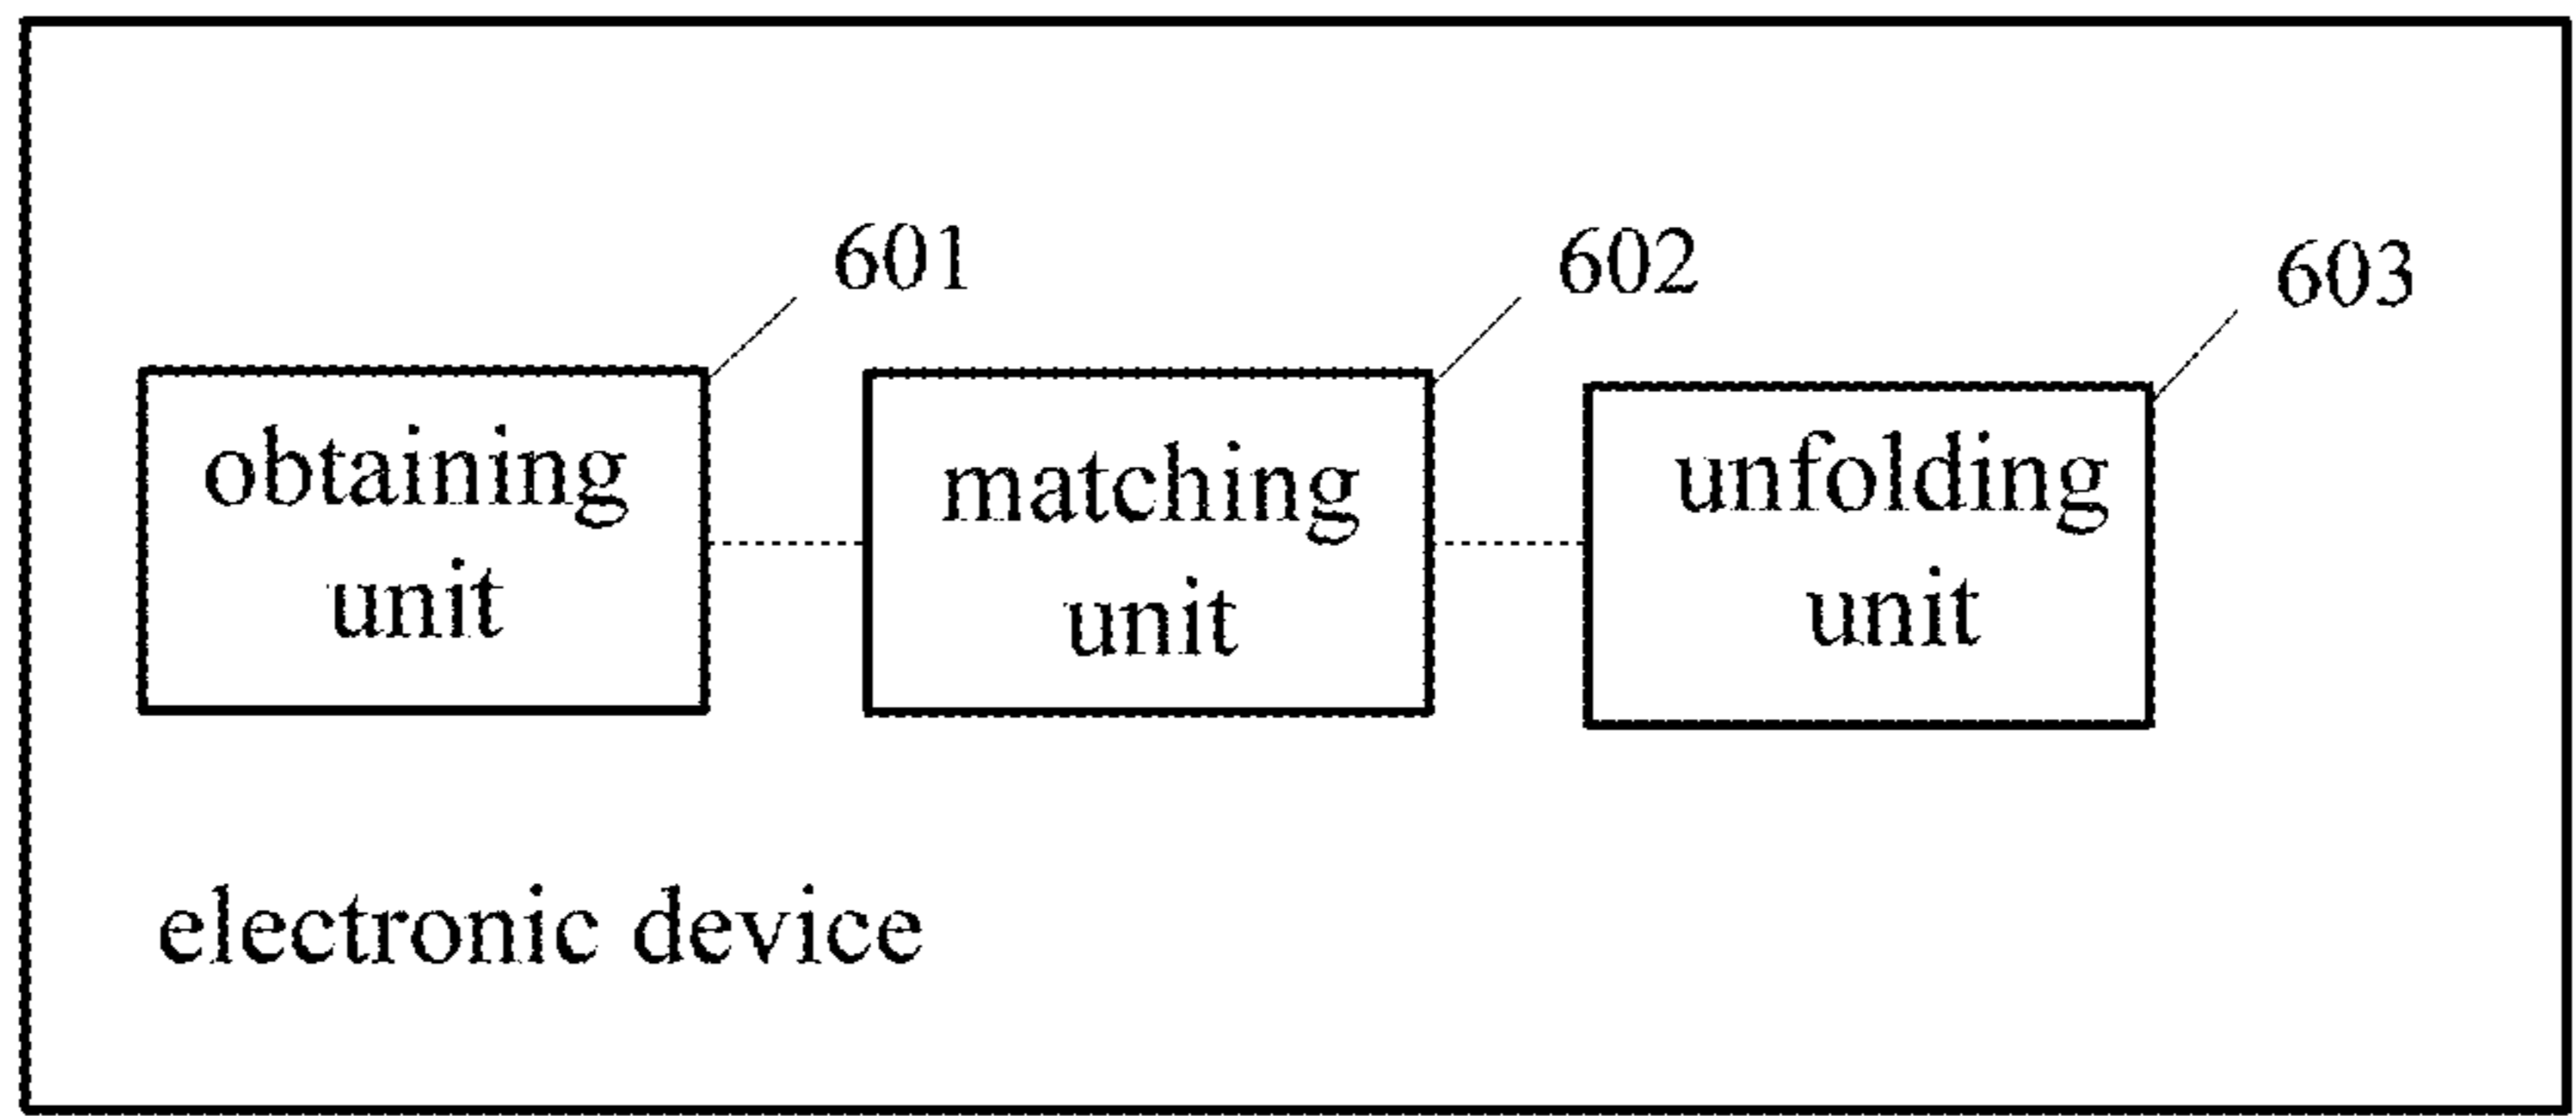 601
602
603
obtaining
unit
matching
unit
unfolding
unit
electronic device